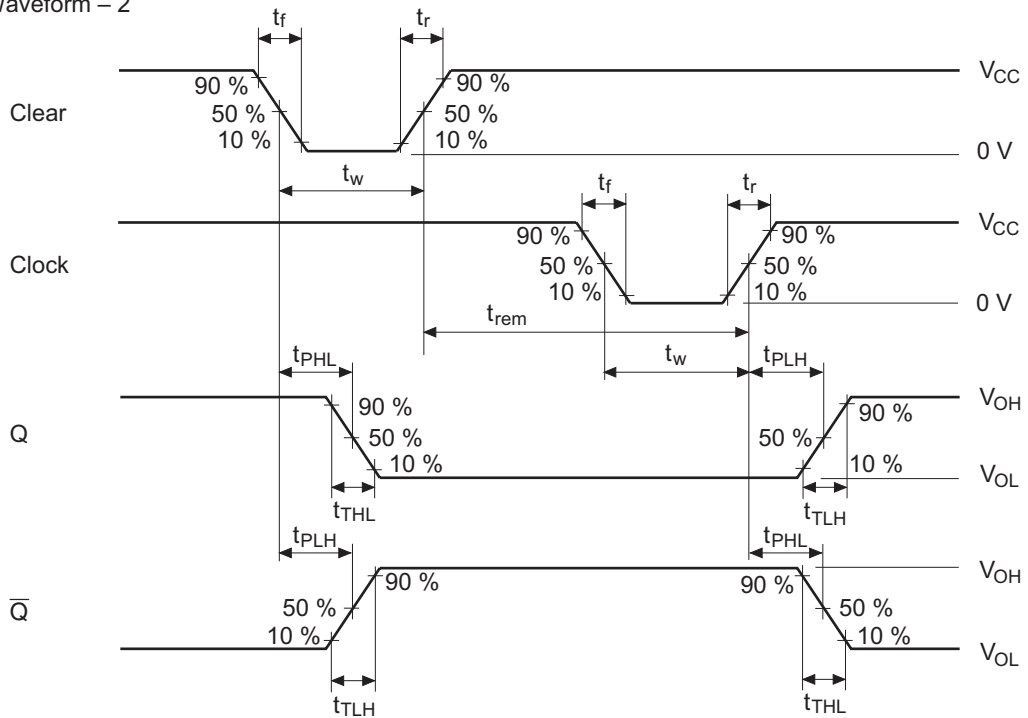 Waveform – 2
tf tr
VCC
90 % 90 %
Clear
50 % 50 %
10 % 10 %
0 V
tw
tf tr
VCC
90 % 90 %
Clock
50 % 50 %
10 % 10 %
0 V
trem
tw
tPHL tPLH
VOH
90 % 90 %
Q
50 % 50 %
10 % 10 %
VOL
tTHL tTLH
tPLH tPHL
VOH
90 % 90 %
Q̅
50 % 50 %
10 % 10 %
VOL
tTLH tTHL